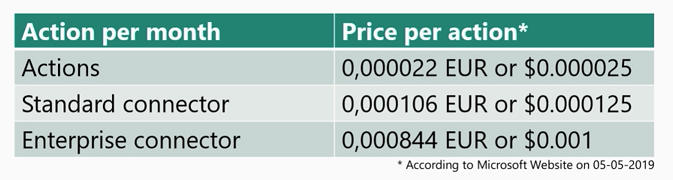 Action per month Price per action*
Actions 0,000022 EUR or $0.000025
Standard connector 0,000106 EUR or $0.000125
Enterprise connector 0,000844 EUR or $0.001
* According to Microsoft Website on 05-05-2019